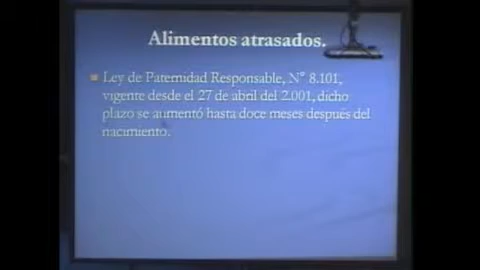 Alimentos atrasados.
Ley de Paternidad Responsable, N° 8.101,
vigente desde el 27 de abril del 2.001, dicho
plazo se aumentó hasta doce meses después del
nacimiento.